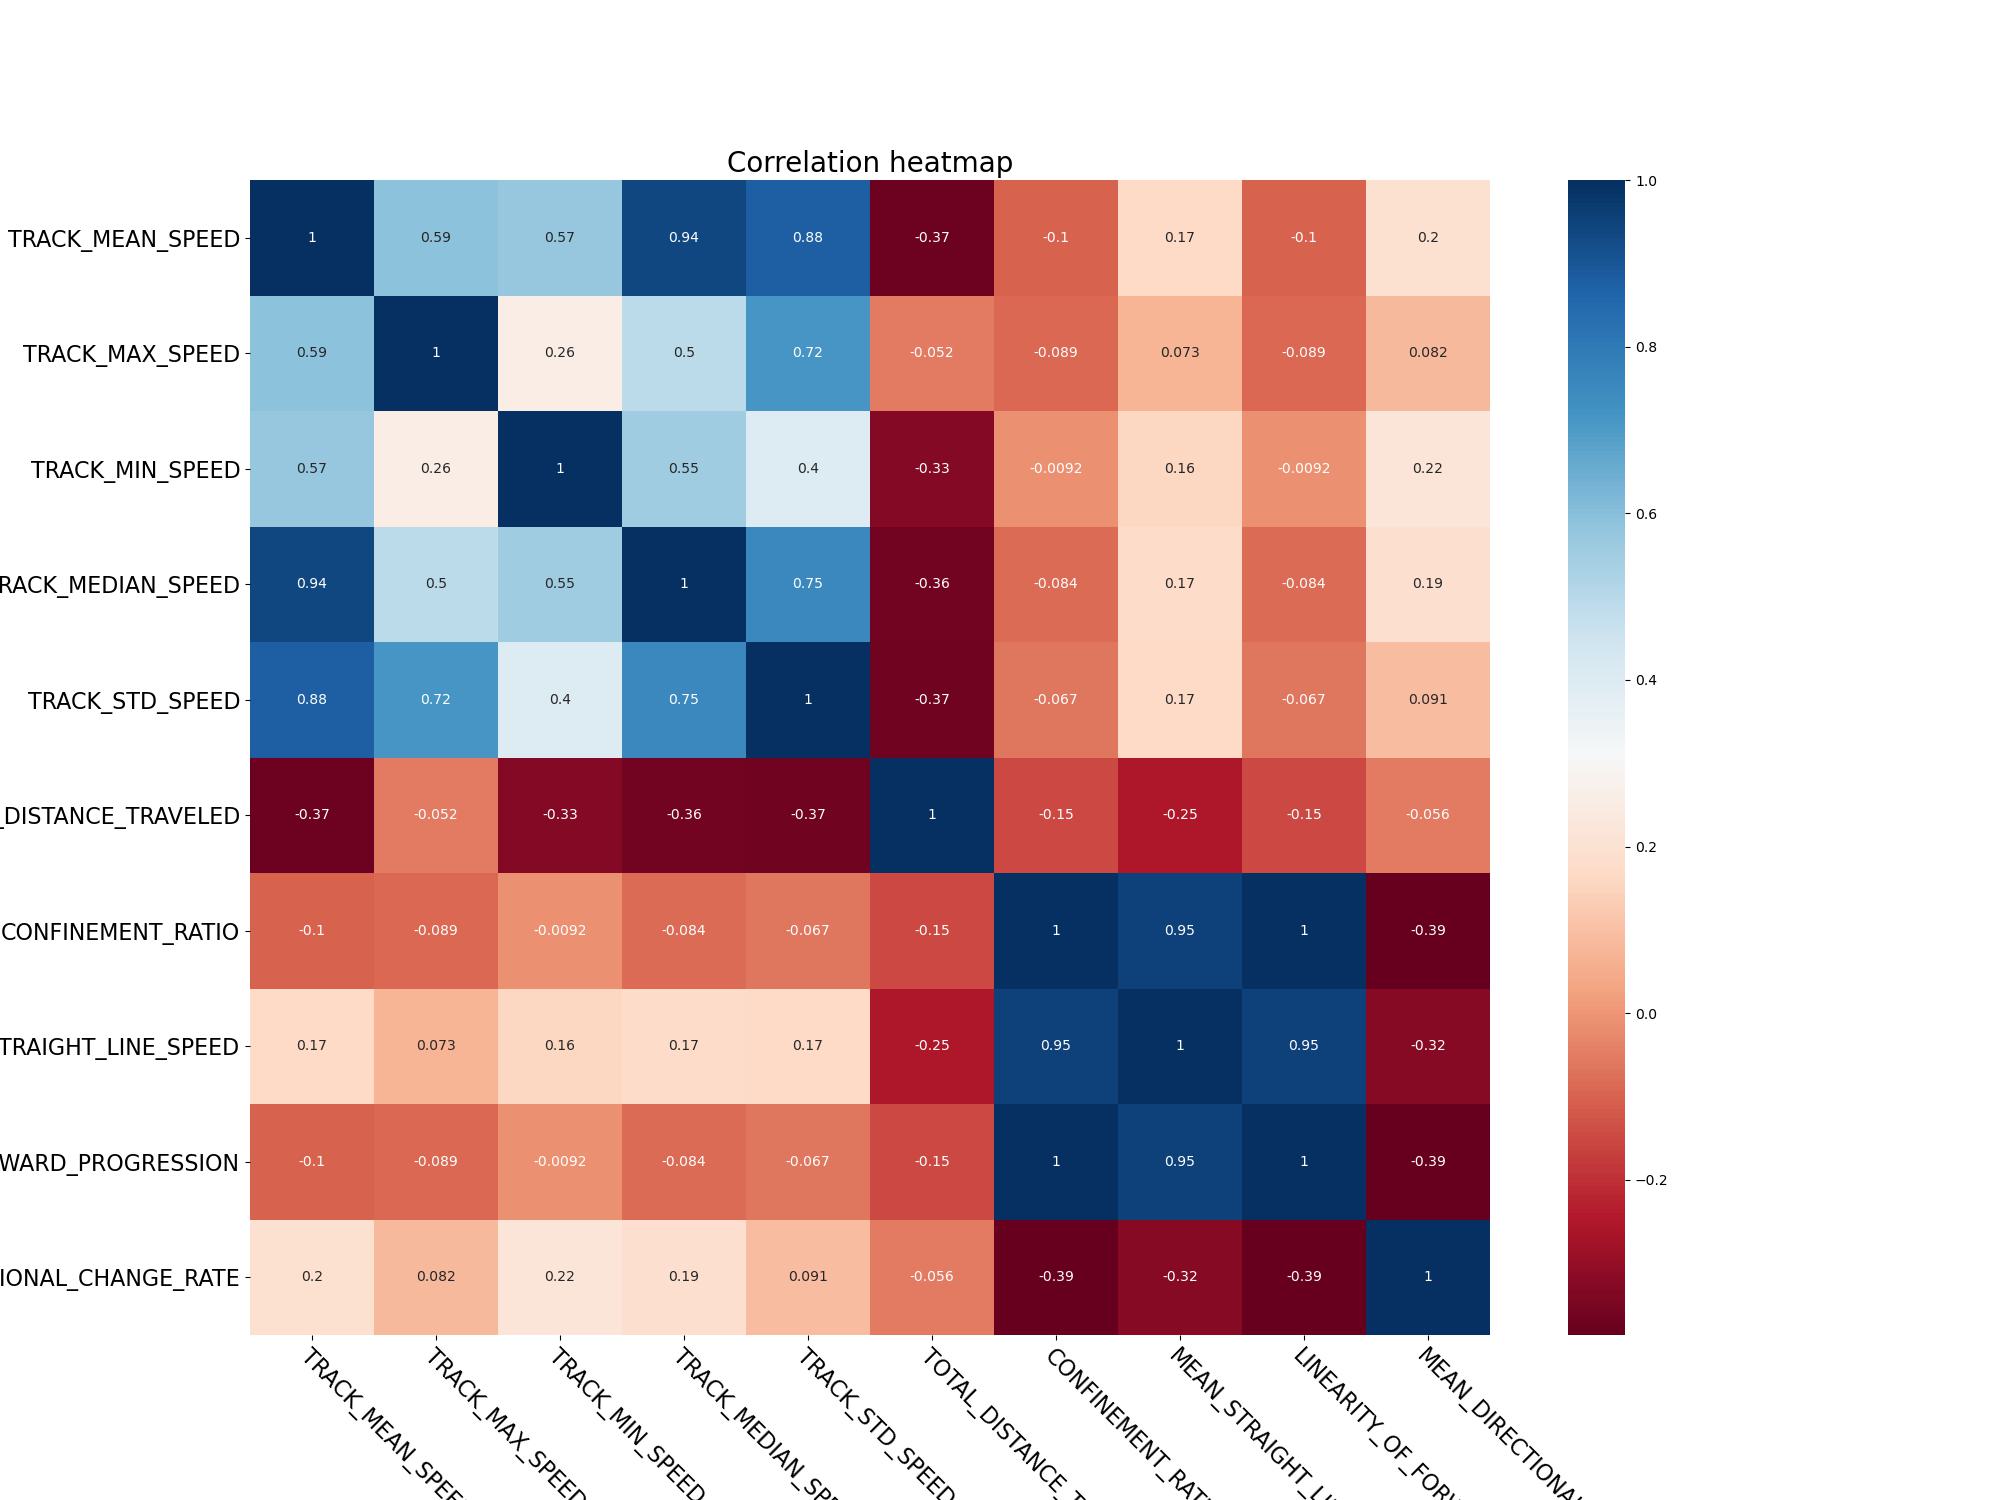 Correlation heatmap
TRACK_MEAN_SPEED 1 0.59 0.57 0.94 0.88 -0.37 -0.1 0.17 -0.1 0.2
TRACK_MAX_SPEED 0.59 1 0.26 0.5 0.72 -0.052 -0.089 0.073 -0.089 0.082
TRACK_MIN_SPEED 0.57 0.26 1 0.55 0.4 -0.33 -0.0092 0.16 -0.0092 0.22
RACK_MEDIAN_SPEED 0.94 0.5 0.55 1 0.75 -0.36 -0.084 0.17 -0.084 0.19
TRACK_STD_SPEED 0.88 0.72 0.4 0.75 1 -0.37 -0.067 0.17 -0.067 0.091
_DISTANCE_TRAVELED -0.37 -0.052 -0.33 -0.36 -0.37 1 -0.15 -0.25 -0.15 -0.056
CONFINEMENT_RATIO -0.1 -0.089 -0.0092 -0.084 -0.067 -0.15 1 0.95 1 -0.39
TRAIGHT_LINE_SPEED 0.17 0.073 0.16 0.17 0.17 -0.25 0.95 1 0.95 -0.32
WARD_PROGRESSION -0.1 -0.089 -0.0092 -0.084 -0.067 -0.15 1 0.95 1 -0.39
IONAL_CHANGE_RATE 0.2 0.082 0.22 0.19 0.091 -0.056 -0.39 -0.32 -0.39 1
TRACK_MEAN_SPEE
TRACK_MAX_SPEED
TRACK_MIN_SPEED
TRACK_MEDIAN_SPE
TRACK_STD_SPEED
TOTAL_DISTANCE_T
CONFINEMENT_RATI
MEAN_STRAIGHT_LI
LINEARITY_OF_FORW
MEAN_DIRECTIONAL
1.0
0.8
0.6
0.4
0.2
0.0
−0.2